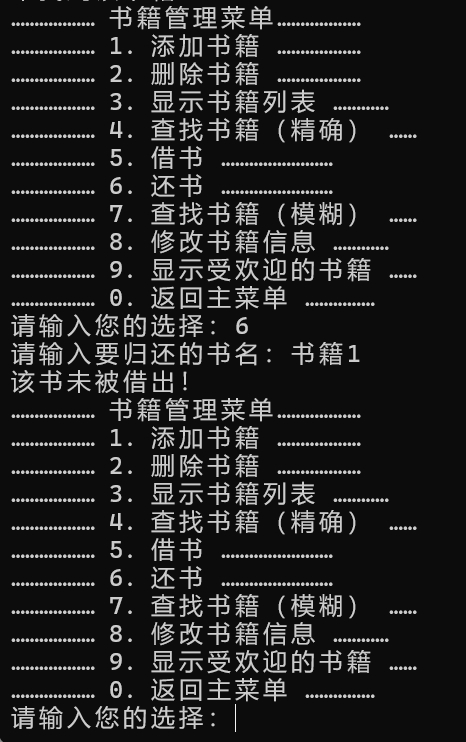 ………………… 书籍管理菜单…………………
………………… 1. 添加书籍 …………………
………………… 2. 删除书籍 …………………
………………… 3. 显示书籍列表 …………
………………… 4. 查找书籍（精确） ……
………………… 5. 借书 ………………………
………………… 6. 还书 ………………………
………………… 7. 查找书籍（模糊） ……
………………… 8. 修改书籍信息 …………
………………… 9. 显示受欢迎的书籍 ……
………………… 0. 返回主菜单 ……………
请输入您的选择: 6
请输入要归还的书名: 书籍1
该书未被借出!
………………… 书籍管理菜单…………………
………………… 1. 添加书籍 …………………
………………… 2. 删除书籍 …………………
………………… 3. 显示书籍列表 …………
………………… 4. 查找书籍（精确） ……
………………… 5. 借书 ………………………
………………… 6. 还书 ………………………
………………… 7. 查找书籍（模糊） ……
………………… 8. 修改书籍信息 …………
………………… 9. 显示受欢迎的书籍 ……
………………… 0. 返回主菜单 ……………
请输入您的选择: